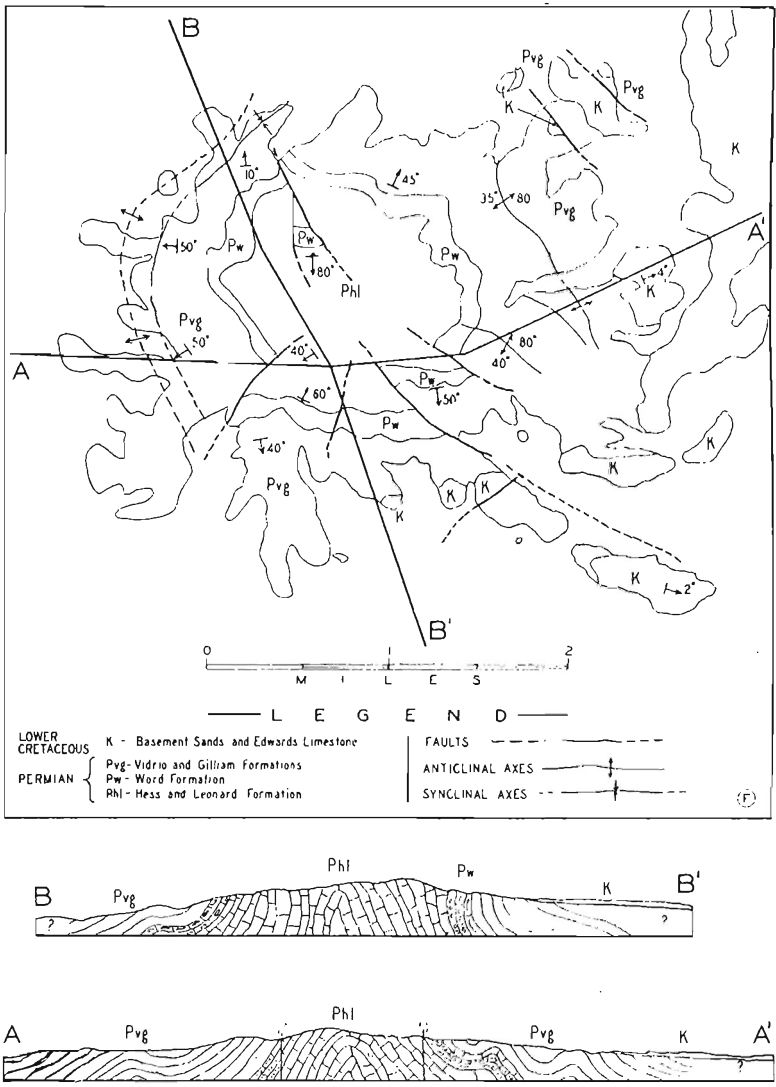 B
Pvg
Pvg
K
K
K
10°
45°
35° 80
Pvg
A'
Pw
50°
Pw
80°
Phl
Pw
4°
K
Pvg
50°
A
40°
80°
40°
Pw
50°
60°
Pw
40°
Pvg
K
K
K
K
K
K
2°
B'
0 1 2
M I L E S
L E G E N D
LOWER CRETACEOUS
K - Basement Sands and Edwards Limestone
PERMIAN
Pvg - Vidrio and Gilliam Formations
Pw - Word Formation
Phl - Hess and Leonard Formation
FAULTS
ANTICLINAL AXES
SYNCLINAL AXES
F
Phl
B Pvg Pw K B'
? ?
Phl
A Pvg Pvg K A'
?